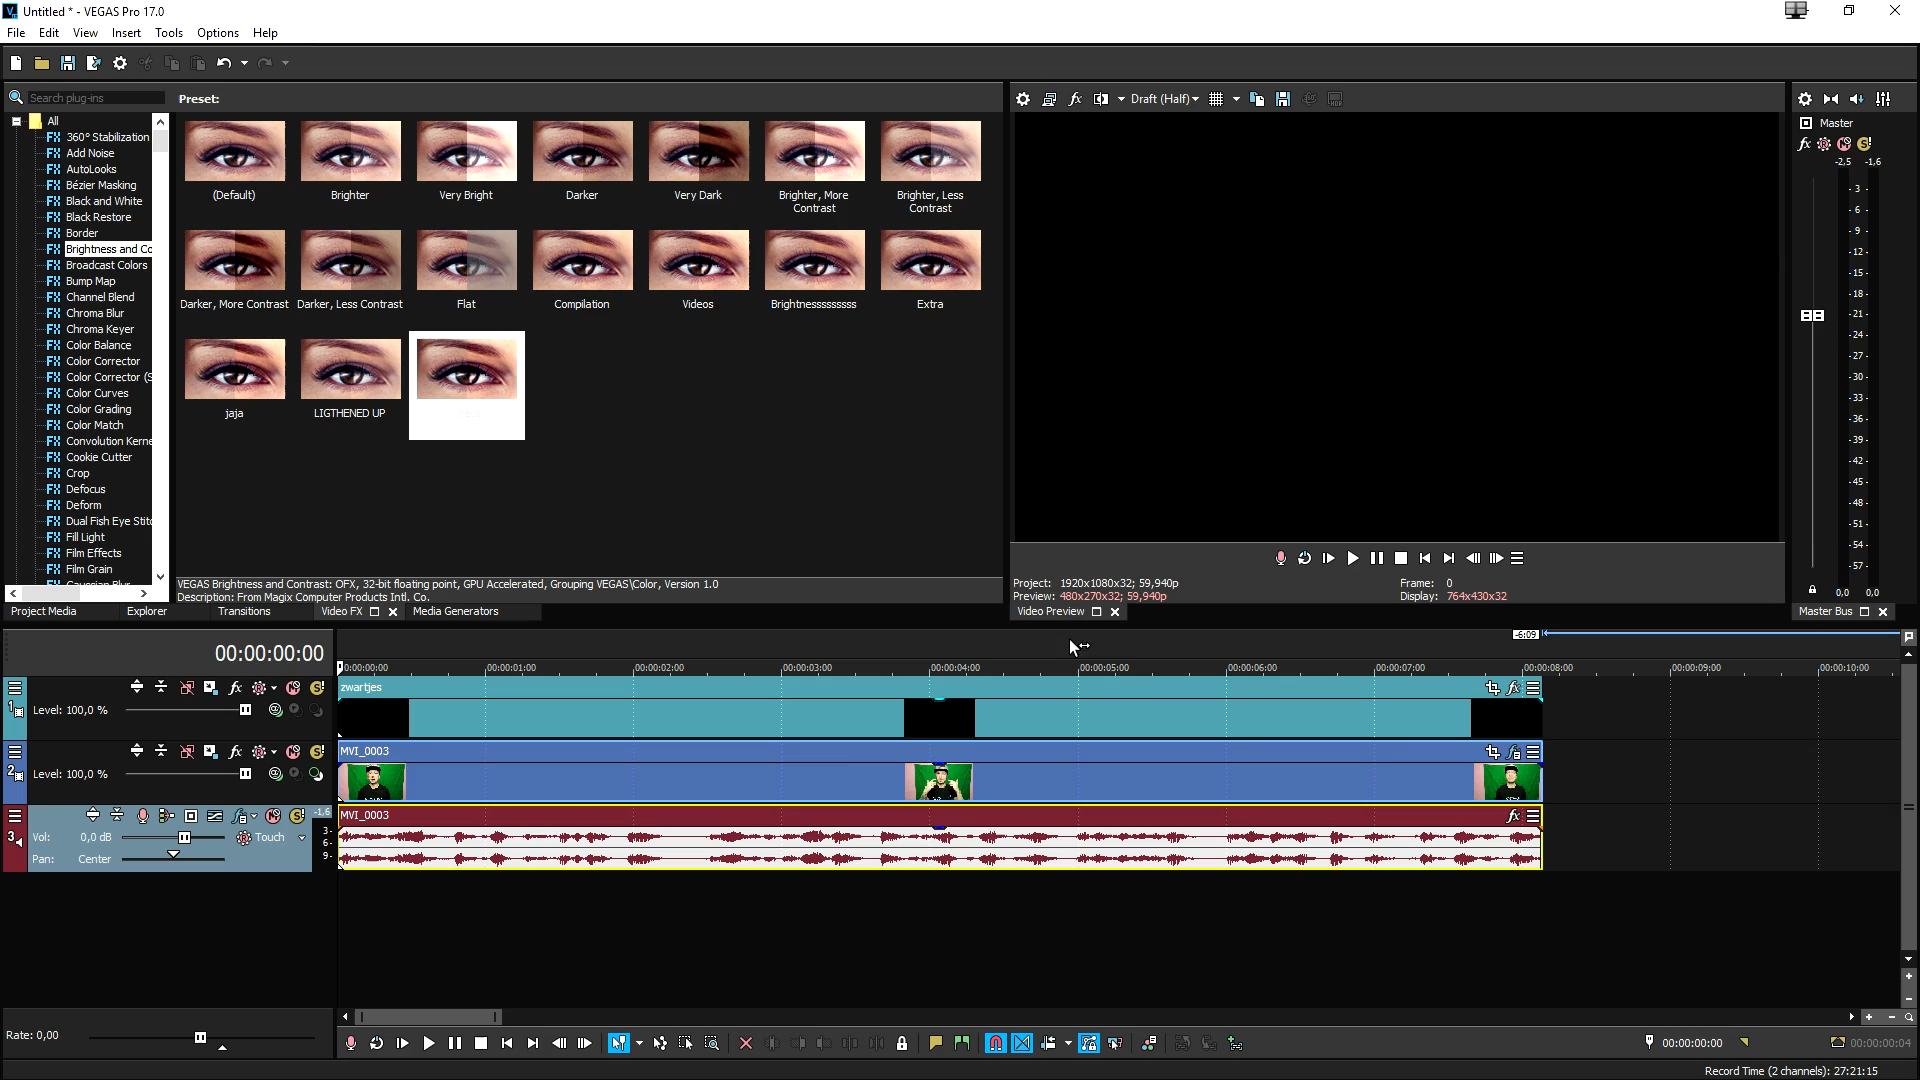 Untitled * - VEGAS Pro 17.0
File Edit View Insert Tools Options Help
Search plug-ins
Preset:
All
360° Stabilization
Add Noise
AutoLooks
Bézier Masking
Black and White
Black Restore
Border
Brightness and Co
Broadcast Colors
Bump Map
Channel Blend
Chroma Blur
Chroma Keyer
Color Balance
Color Corrector
Color Corrector (S
Color Curves
Color Grading
Color Match
Convolution Kerne
Cookie Cutter
Crop
Defocus
Deform
Dual Fish Eye Stitc
Fill Light
Film Effects
Film Grain
Gaussian Blur
(Default) Brighter Very Bright Darker Very Dark Brighter, More Contrast Brighter, Less Contrast
Darker, More Contrast Darker, Less Contrast Flat Compilation Videos Brightnesssssssss Extra
jaja LIGTHENED UP
VEGAS Brightness and Contrast: OFX, 32-bit floating point, GPU Accelerated, Grouping VEGAS\Color, Version 1.0
Description: From Magix Computer Products Intl. Co.
Project Media Explorer Transitions Video FX Media Generators
Draft (Half)
Project: 1920x1080x32; 59,940p
Preview: 480x270x32; 59,940p
Frame: 0
Display: 764x430x32
Video Preview
Master
-2,5 -1,6
-3-
-6-
-9-
-12-
-15-
-18-
-21-
-24-
-27-
-30-
-33-
-36-
-39-
-42-
-45-
-48-
-51-
-54-
-57-
0,0 0,0
Master Bus
00:00:00:00
-6:09
0:00:00:00 00:00:01:00 00:00:02:00 00:00:03:00 00:00:04:00 00:00:05:00 00:00:06:00 00:00:07:00 00:00:08:00 00:00:09:00 00:00:10:00
1
Level: 100,0 %
zwartjes
2
Level: 100,0 %
MVI_0003
3
-1,6
Vol: 0,0 dB Touch
Pan: Center
3-
6-
9-
MVI_0003
Rate: 0,00
00:00:00:00
00:00:00:04
Record Time (2 channels): 27:21:15